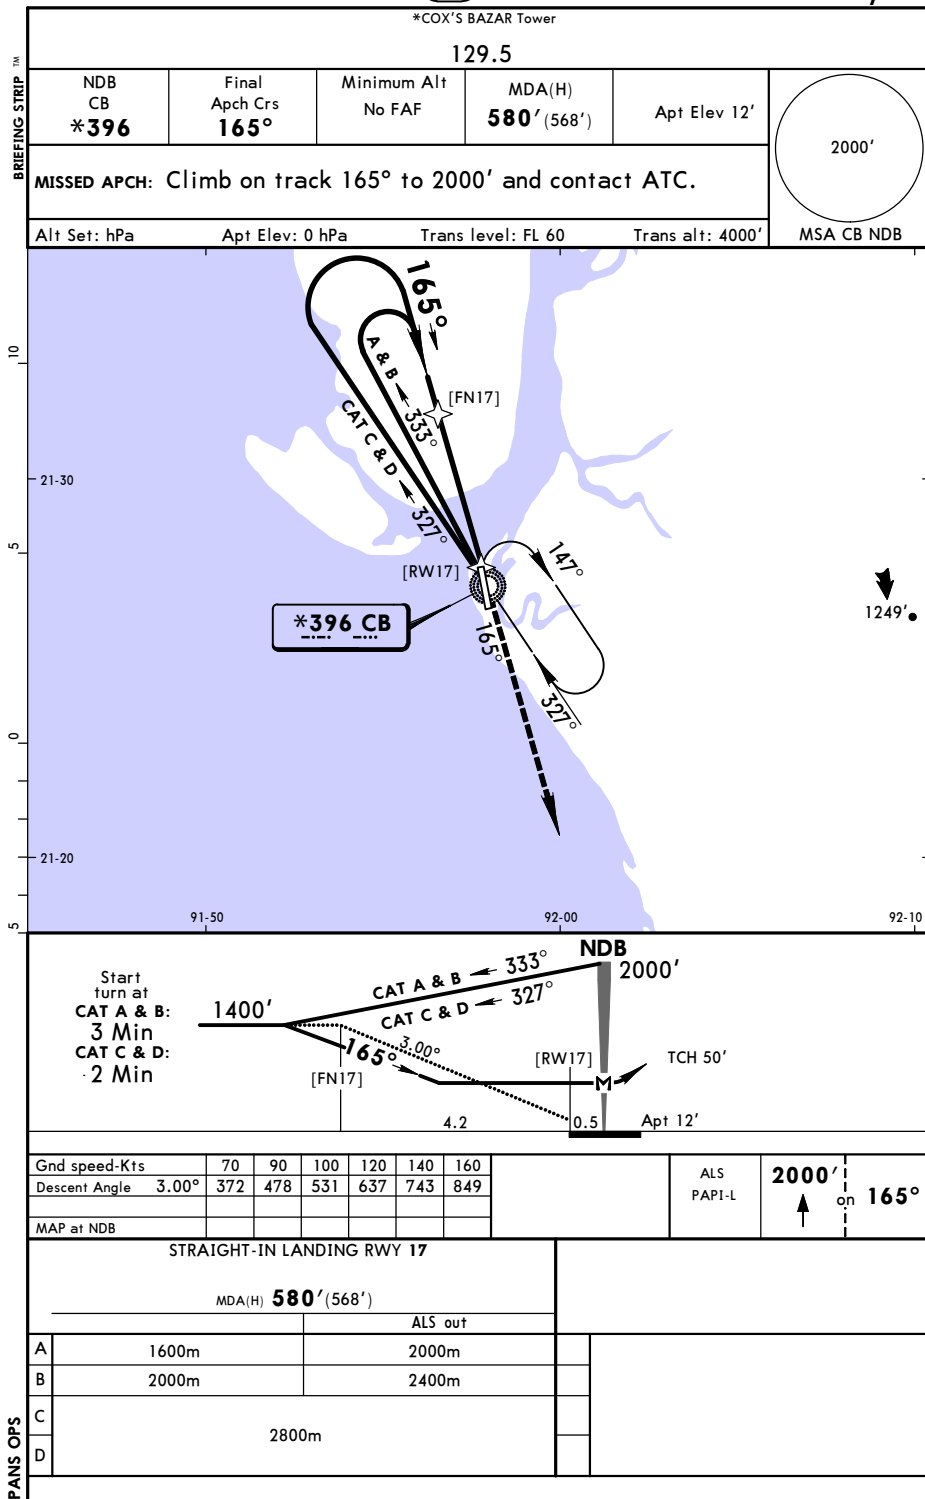 *COX'S BAZAR Tower
129.5
BRIEFING STRIP TM
NDB
CB
*396
Final
Apch Crs
165°
Minimum Alt
No FAF
MDA(H)
580' (568')
Apt Elev 12'
2000'
MSA CB NDB
MISSED APCH: Climb on track 165° to 2000' and contact ATC.
Alt Set: hPa Apt Elev: 0 hPa Trans level: FL 60 Trans alt: 4000'
165°
A & B
333°
CAT C & D
327°
[FN17]
[RW17]
*396 CB
147°
165°
327°
1249'
10
5
0
5
21-30
21-20
91-50
92-00
92-10
Start
turn at
CAT A & B:
3 Min
CAT C & D:
2 Min
1400'
CAT A & B 333°
CAT C & D 327°
NDB
2000'
165°
3.00°
[FN17]
[RW17]
TCH 50'
M
4.2
0.5
Apt 12'
Gnd speed-Kts 70 90 100 120 140 160
Descent Angle 3.00° 372 478 531 637 743 849
MAP at NDB
ALS
PAPI-L
2000' on 165°
STRAIGHT-IN LANDING RWY 17
MDA(H) 580' (568')
ALS out
A 1600m 2000m
B 2000m 2400m
C
D
2800m
PANS OPS